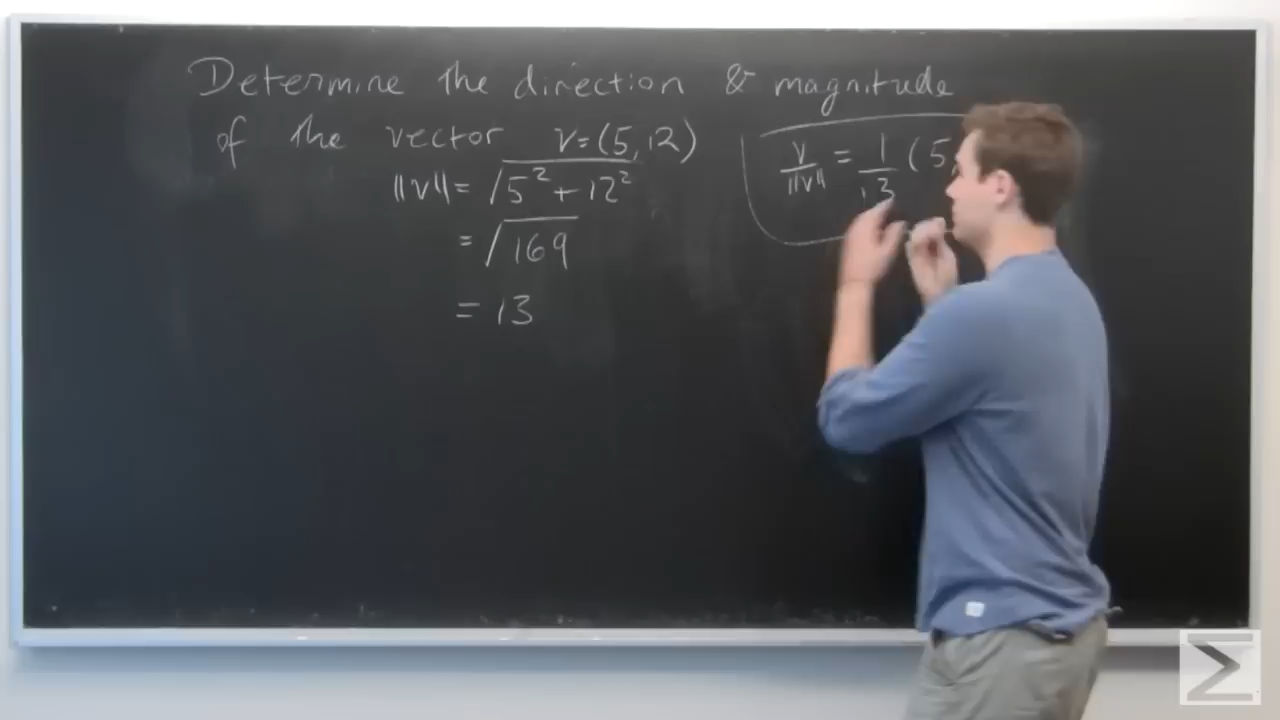 Determine the direction & magnitude
of the vector v=(5,12)
||v||= √5²+12²
= √169
= 13
v/||v|| = 1/13 (5,
Σ